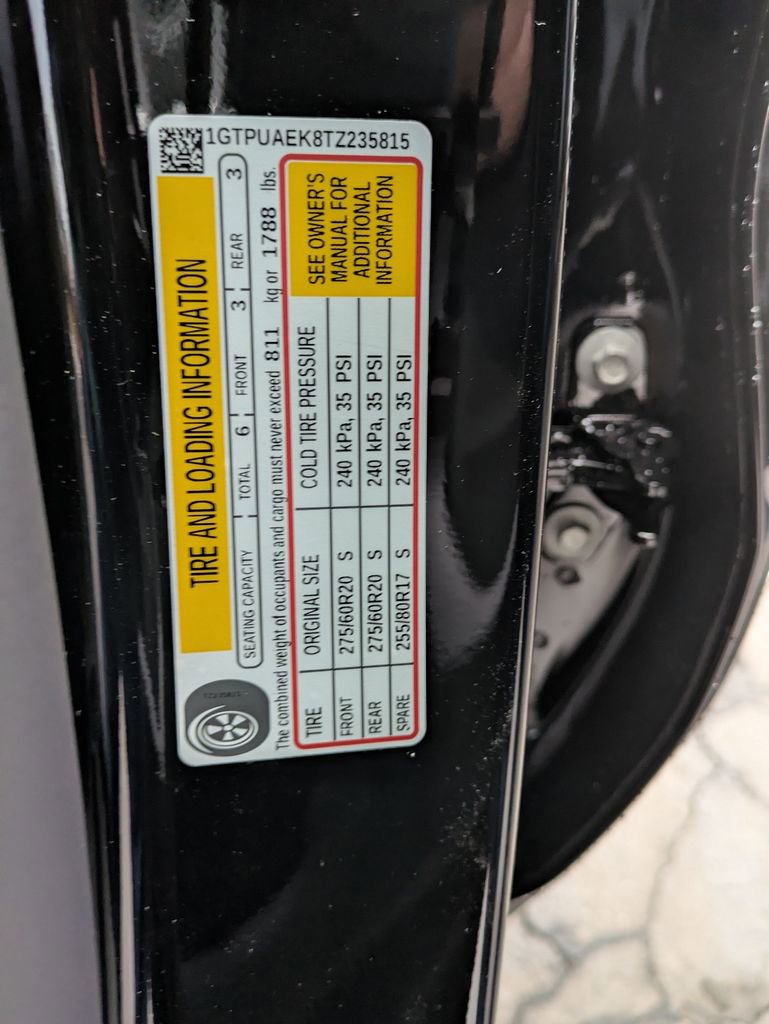 1GTPUAEK8TZ235815
TIRE AND LOADING INFORMATION
SEATING CAPACITY TOTAL 6 FRONT 3 REAR 3
The combined weight of occupants and cargo must never exceed 811 kg or 1788 lbs.
TIRE ORIGINAL SIZE COLD TIRE PRESSURE
FRONT 275/60R20 S 240 kPa, 35 PSI
REAR 275/60R20 S 240 kPa, 35 PSI
SPARE 255/80R17 S 240 kPa, 35 PSI
SEE OWNER'S
MANUAL FOR
ADDITIONAL
INFORMATION